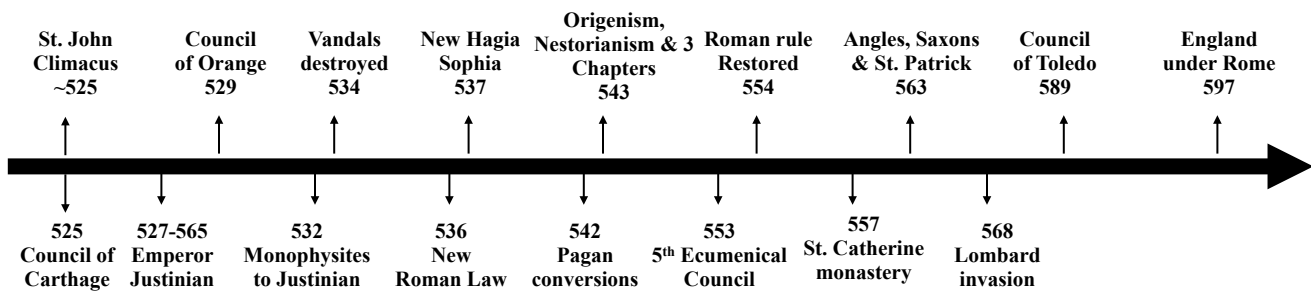 St. John
Climacus
~525
Council
of Orange
529
Vandals
destroyed
534
New Hagia
Sophia
537
Origenism,
Nestorianism & 3
Chapters
543
Roman rule
Restored
554
Angles, Saxons
& St. Patrick
563
Council
of Toledo
589
England
under Rome
597
525
Council of
Carthage
527-565
Emperor
Justinian
532
Monophysites
to Justinian
536
New
Roman Law
542
Pagan
conversions
553
5th Ecumenical
Council
557
St. Catherine
monastery
568
Lombard
invasion